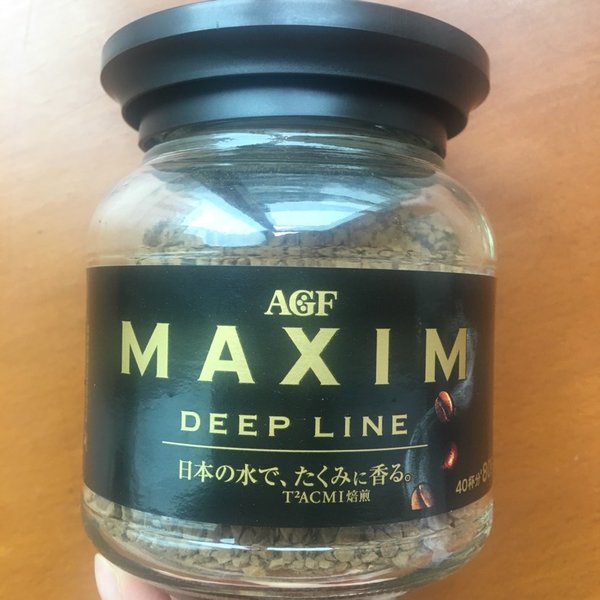 AGF
MAXIM
DEEP LINE
日本の水で、たくみに香る。
T²ACMI焙煎
40杯分